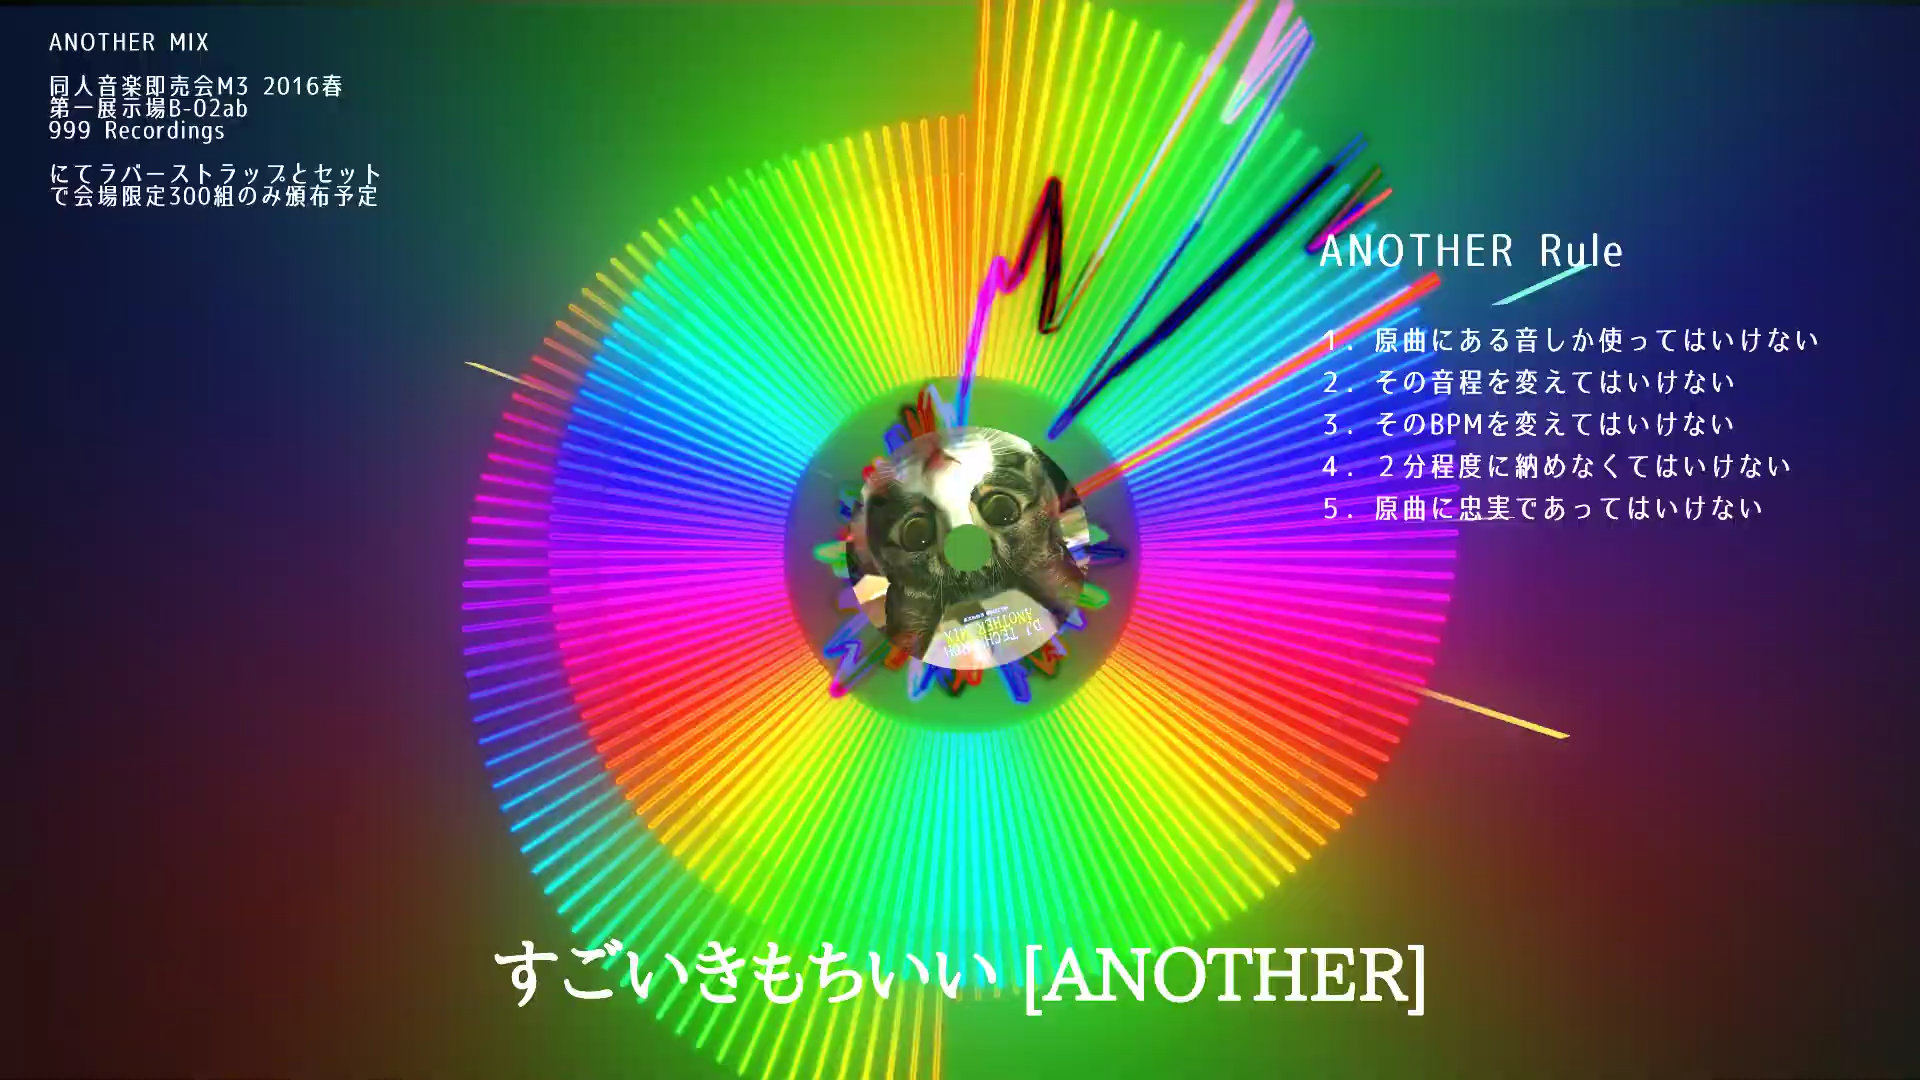 ANOTHER MIX
同人音楽即売会M3 2016春
第一展示場B-02ab
999 Recordings
にてラバーストラップとセット
で会場限定300組のみ頒布予定
ANOTHER Rule
1. 原曲にある音しか使ってはいけない
2. その音程を変えてはいけない
3. そのBPMを変えてはいけない
4. ２分程度に納めなくてはいけない
5. 原曲に忠実であってはいけない
DJ TECHNORCH
ANOTHER MIX
すごいきもちいい [ANOTHER]